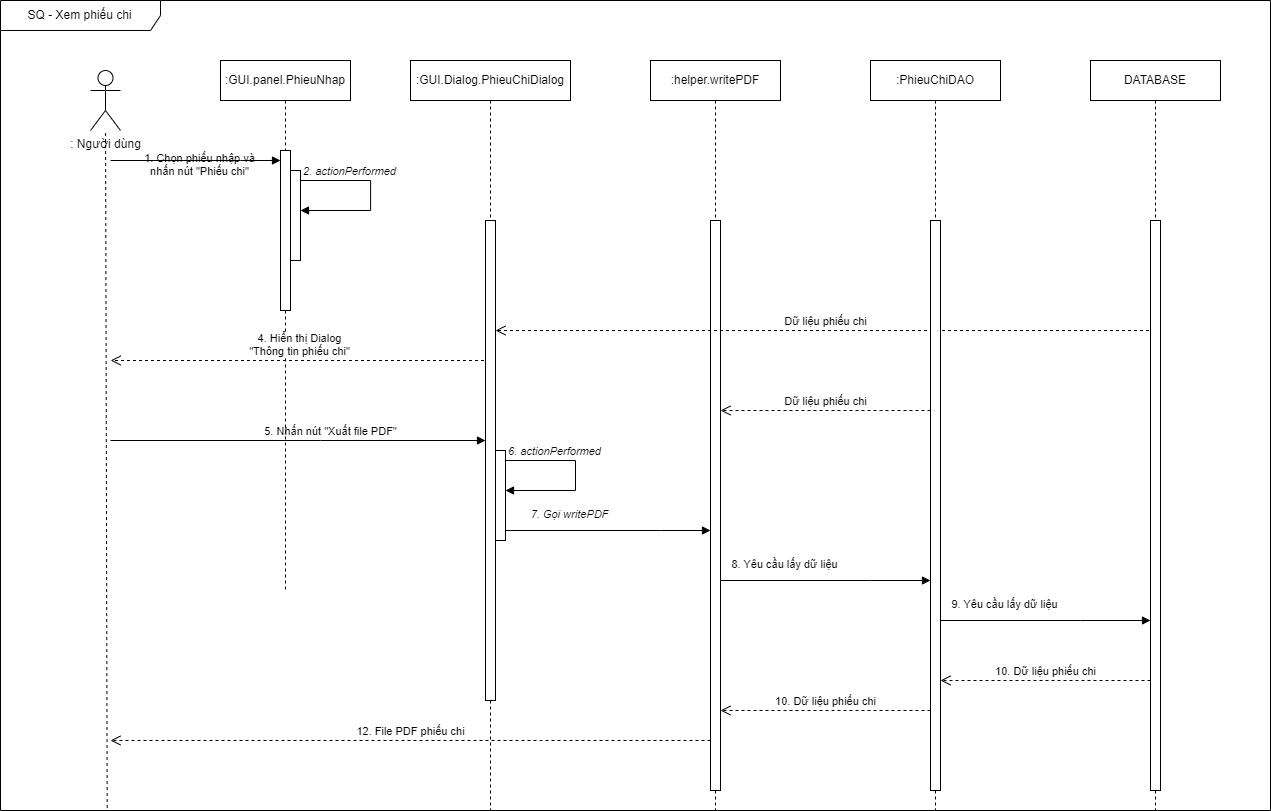 SQ - Xem phiếu chi
:GUI.panel.PhieuNhap
:GUI.Dialog.PhieuChiDialog
:helper.writePDF
:PhieuChiDAO
DATABASE
: Người dùng
1. Chọn phiếu nhập và
nhấn nút "Phiếu chi"
2. actionPerformed
Dữ liệu phiếu chi
4. Hiển thị Dialog
"Thông tin phiếu chi"
Dữ liệu phiếu chi
5. Nhấn nút "Xuất file PDF"
6. actionPerformed
7. Gọi writePDF
8. Yêu cầu lấy dữ liệu
9. Yêu cầu lấy dữ liệu
10. Dữ liệu phiếu chi
10. Dữ liệu phiếu chi
12. File PDF phiếu chi